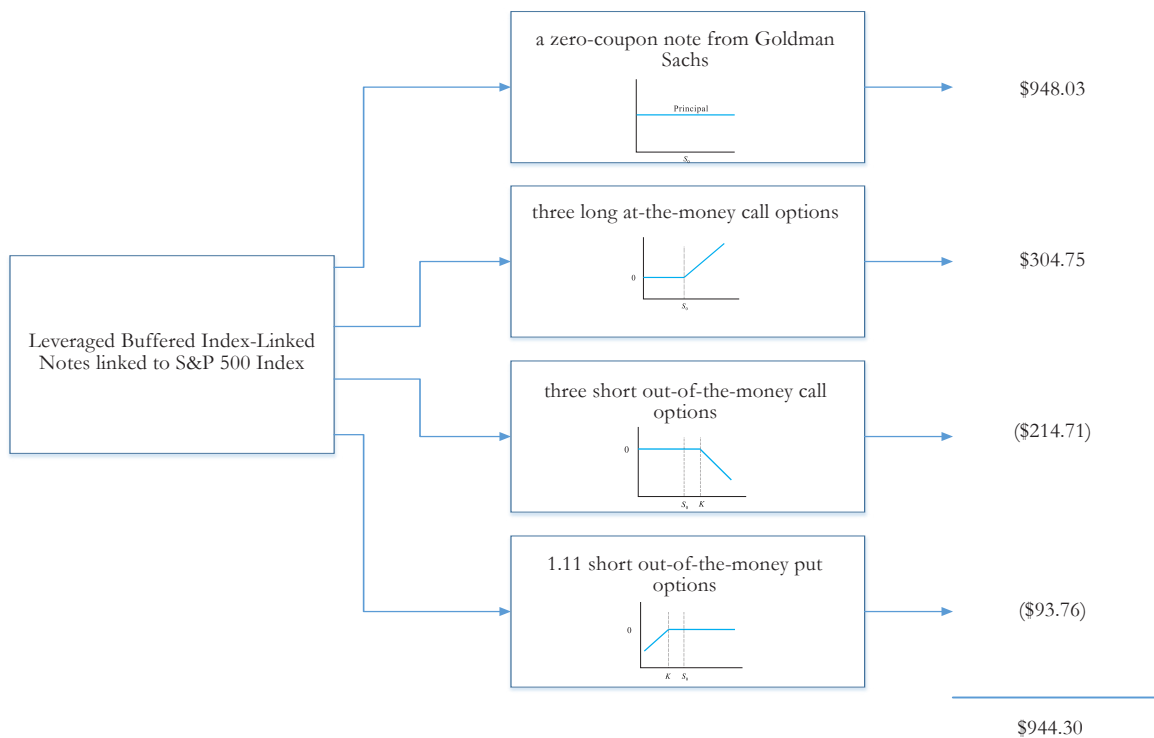 a zero-coupon note from Goldman
Sachs
Principal
S₀
$948.03
three long at-the-money call options
0
S₀
$304.75
Leveraged Buffered Index-Linked
Notes linked to S&P 500 Index
three short out-of-the-money call
options
0
S₀ K
($214.71)
1.11 short out-of-the-money put
options
0
K S₀
($93.76)
$944.30